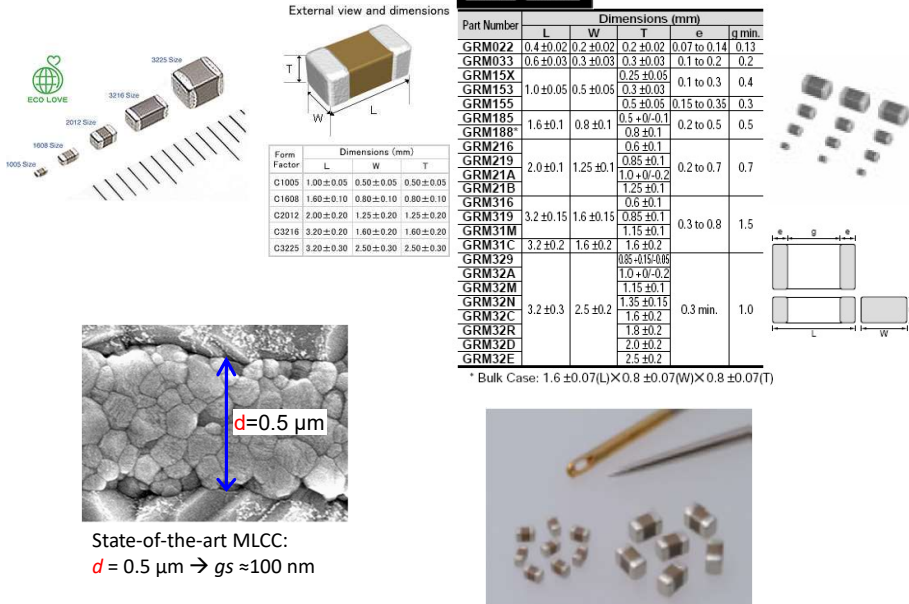 External view and dimensions
3225 Size
3216 Size
2012 Size
1608 Size
1005 Size
ECO LOVE
T
W
L
Form Factor Dimensions (mm)
L W T
C1005 1.00±0.05 0.50±0.05 0.50±0.05
C1608 1.60±0.10 0.80±0.10 0.80±0.10
C2012 2.00±0.20 1.25±0.20 1.25±0.20
C3216 3.20±0.20 1.60±0.20 1.60±0.20
C3225 3.20±0.30 2.50±0.30 2.50±0.30
Part Number Dimensions (mm)
L W T e g min.
GRM022 0.4 ±0.02 0.2 ±0.02 0.2 ±0.02 0.07 to 0.14 0.13
GRM033 0.6 ±0.03 0.3 ±0.03 0.3 ±0.03 0.1 to 0.2 0.2
GRM15X 0.25 ±0.05
GRM153 1.0 ±0.05 0.5 ±0.05 0.3 ±0.03 0.1 to 0.3 0.4
GRM155 0.5 ±0.05 0.15 to 0.35 0.3
GRM185 0.5 +0/-0.1
GRM188* 1.6 ±0.1 0.8 ±0.1 0.8 ±0.1 0.2 to 0.5 0.5
GRM216 0.6 ±0.1
GRM219 0.85 ±0.1
GRM21A 2.0 ±0.1 1.25 ±0.1 1.0 +0/-0.2 0.2 to 0.7 0.7
GRM21B 1.25 ±0.1
GRM316 0.6 ±0.1
GRM319 3.2 ±0.15 1.6 ±0.15 0.85 ±0.1
GRM31M 1.15 ±0.1 0.3 to 0.8 1.5
GRM31C 3.2 ±0.2 1.6 ±0.2 1.6 ±0.2
GRM329 0.85 +0.15/-0.05
GRM32A 1.0 +0/-0.2
GRM32M 1.15 ±0.1
GRM32N 1.35 ±0.15
GRM32C 3.2 ±0.3 2.5 ±0.2 1.6 ±0.2 0.3 min. 1.0
GRM32R 1.8 ±0.2
GRM32D 2.0 ±0.2
GRM32E 2.5 ±0.2
* Bulk Case: 1.6 ±0.07(L)×0.8 ±0.07(W)×0.8 ±0.07(T)
e g e
L W
d=0.5 µm
State-of-the-art MLCC:
d = 0.5 µm → gs ≈100 nm